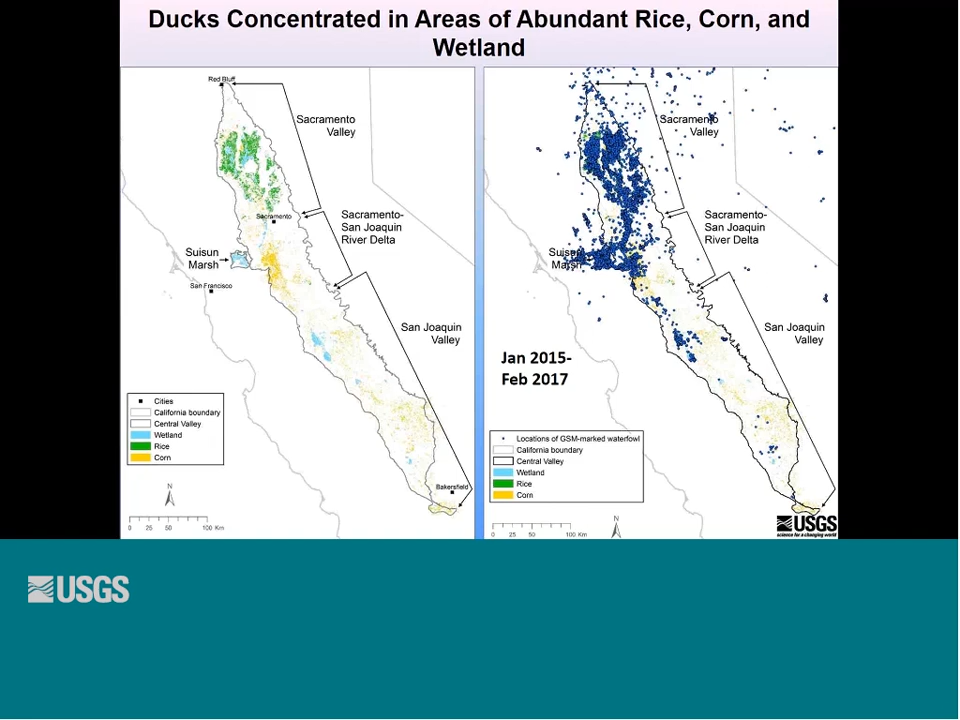 Ducks Concentrated in Areas of Abundant Rice, Corn, and
Wetland
Red Bluff
Sacramento
Valley
Sacramento
Sacramento-
San Joaquin
River Delta
Suisun
Marsh
San Francisco
San Joaquin
Valley
Cities
California boundary
Central Valley
Wetland
Rice
Corn
Bakersfield
N
0 25 50 100 Km
Sacramento
Valley
Sacramento-
San Joaquin
River Delta
Suisun
Marsh
San Joaquin
Valley
Jan 2015-
Feb 2017
Locations of GSM-marked waterfowl
California boundary
Central Valley
Wetland
Rice
Corn
N
0 25 50 100 Km
USGS
science for a changing world
USGS